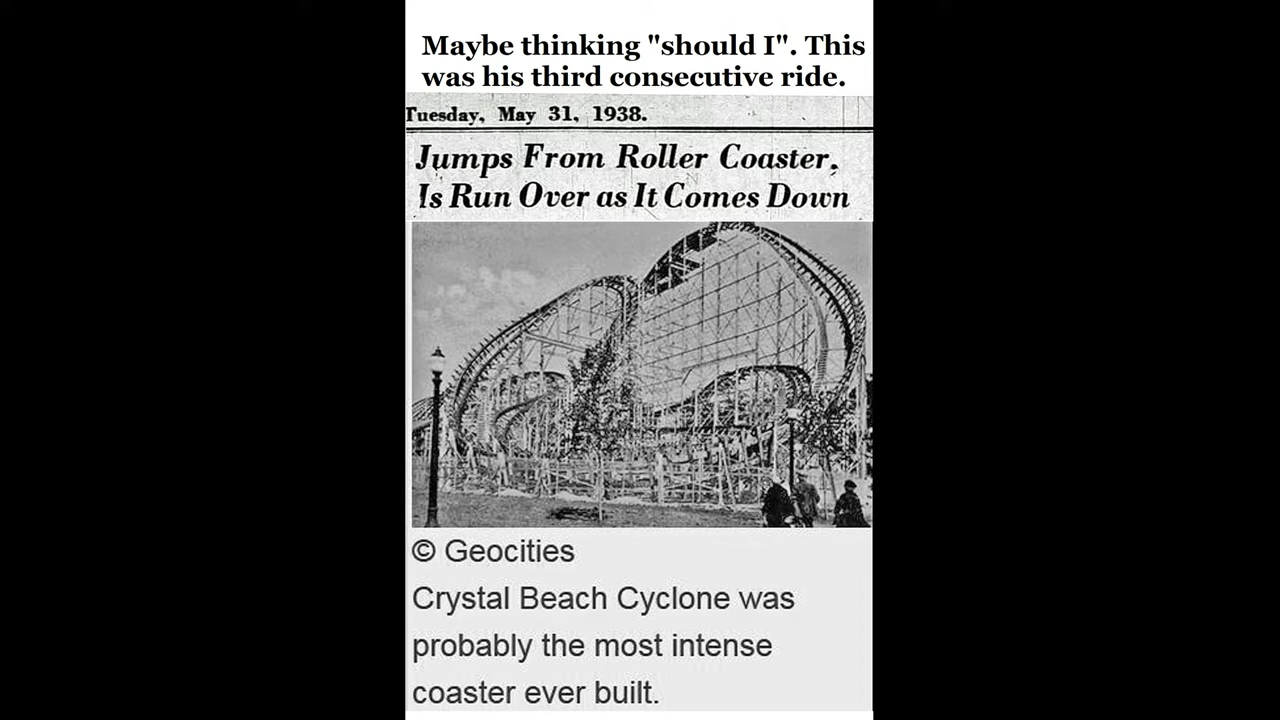 Maybe thinking "should I". This
was his third consecutive ride.
Tuesday, May 31, 1938.
Jumps From Roller Coaster,
Is Run Over as It Comes Down
© Geocities
Crystal Beach Cyclone was
probably the most intense
coaster ever built.